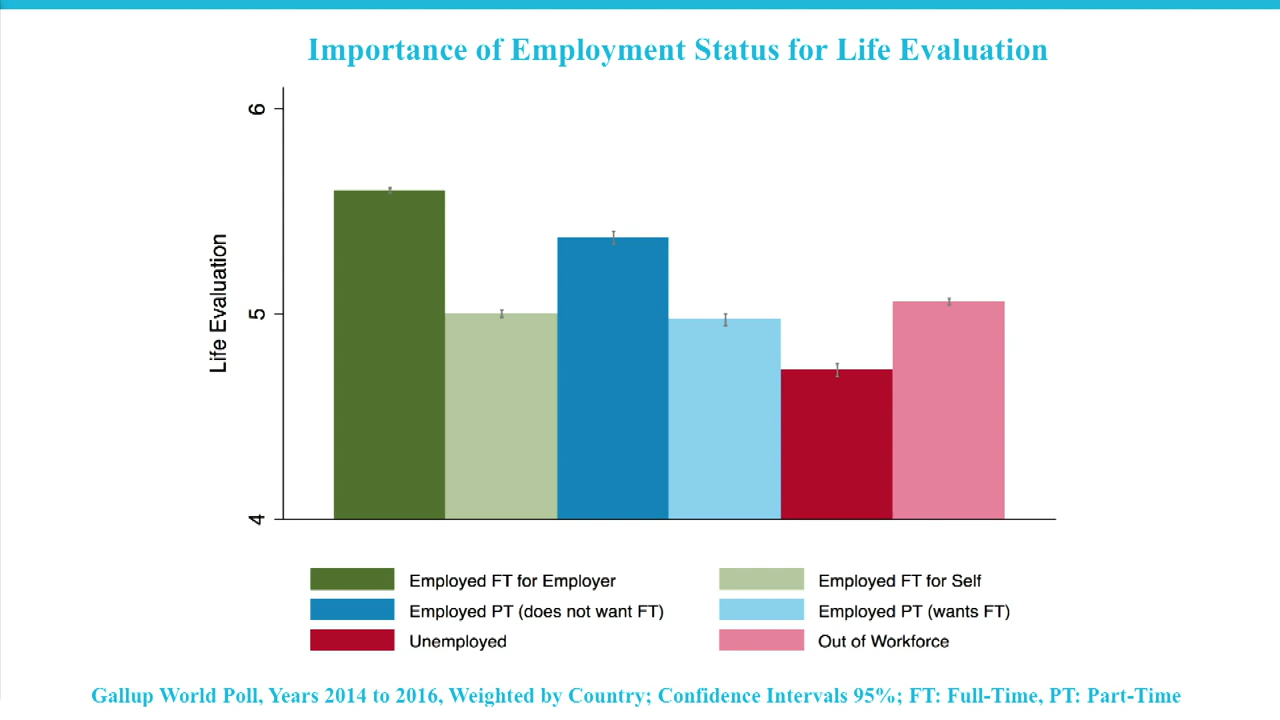 Importance of Employment Status for Life Evaluation
6
5
4
Life Evaluation
Employed FT for Employer
Employed FT for Self
Employed PT (does not want FT)
Employed PT (wants FT)
Unemployed
Out of Workforce
Gallup World Poll, Years 2014 to 2016, Weighted by Country; Confidence Intervals 95%; FT: Full-Time, PT: Part-Time